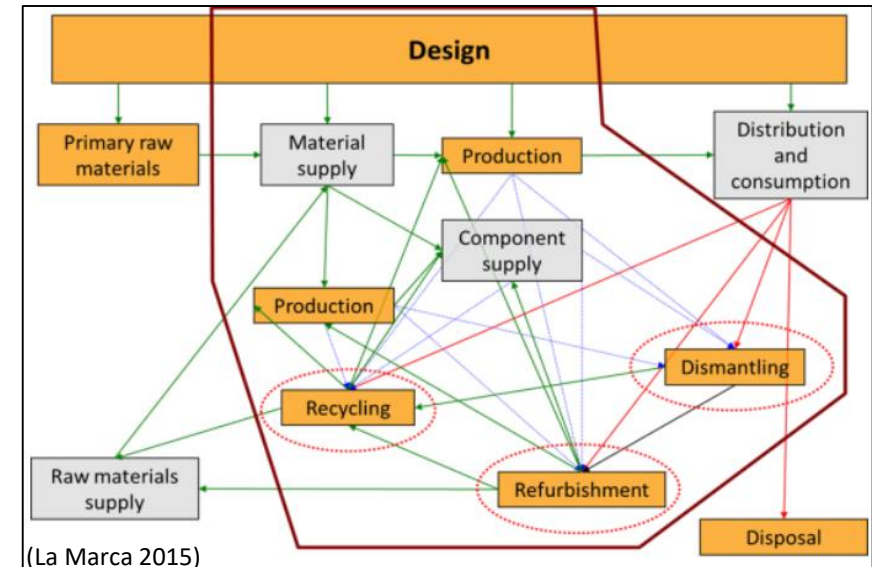 Design
Primary raw
materials
Material
supply
Production
Distribution
and
consumption
Component
supply
Production
Dismantling
Recycling
Raw materials
supply
Refurbishment
Disposal
(La Marca 2015)